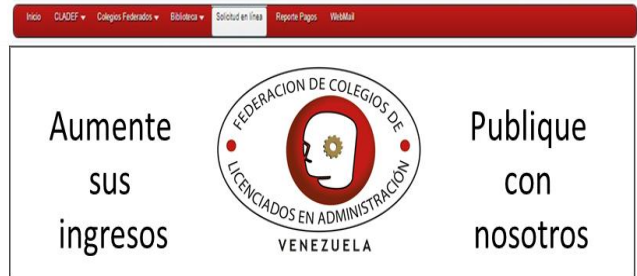 Inicio CLADEF Colegios Federados Biblioteca Solicitud en línea Reporte Pagos WebMail
Aumente
sus
ingresos
FEDERACION DE COLEGIOS DE
LICENCIADOS EN ADMINISTRACIÓN
VENEZUELA
Publique
con
nosotros